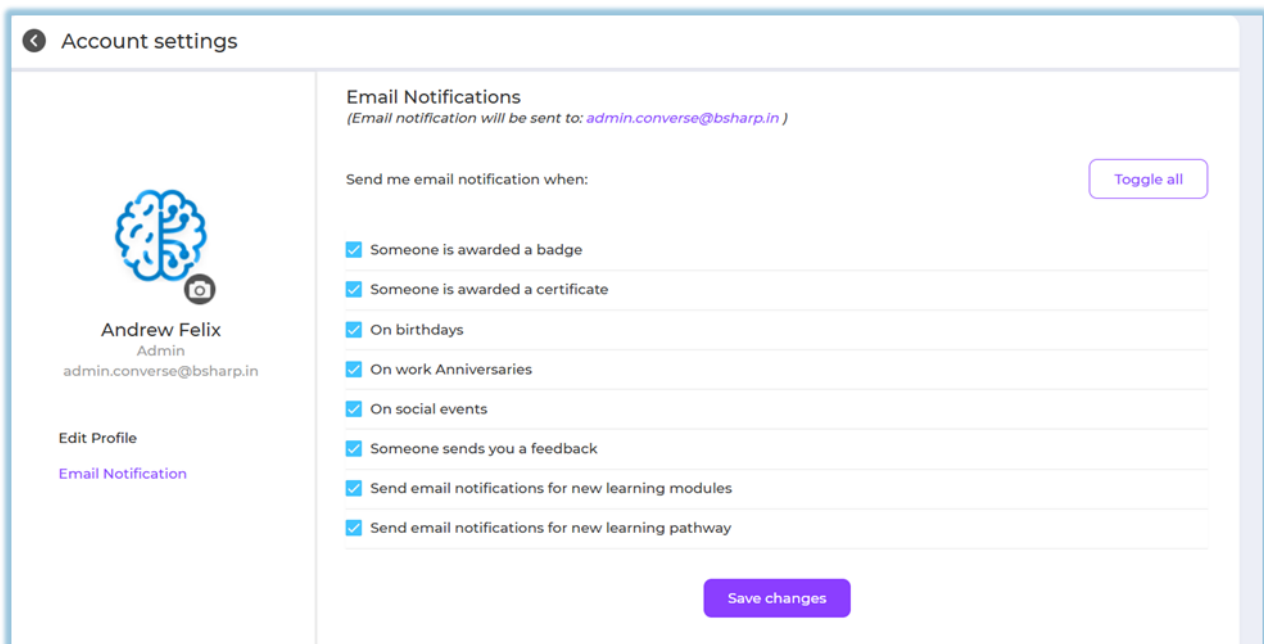 Account settings
Andrew Felix
Admin
admin.converse@bsharp.in
Edit Profile
Email Notification
Email Notifications
(Email notification will be sent to: admin.converse@bsharp.in )
Send me email notification when:
Toggle all
Someone is awarded a badge
Someone is awarded a certificate
On birthdays
On work Anniversaries
On social events
Someone sends you a feedback
Send email notifications for new learning modules
Send email notifications for new learning pathway
Save changes